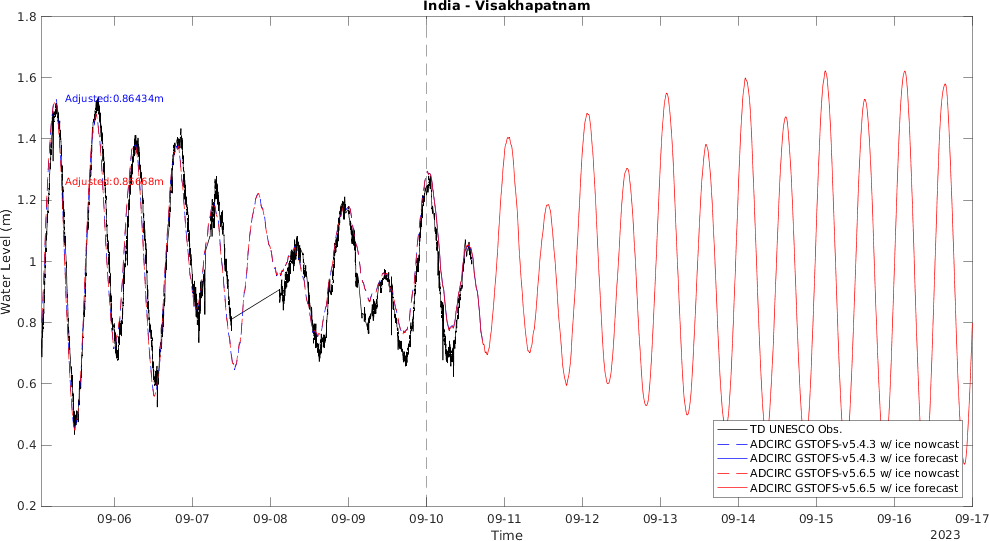 India - Visakhapatnam
1.8
1.6
1.4
1.2
1
0.8
0.6
0.4
0.2
Water Level (m)
Adjusted:0.86434m
Adjusted:0.86668m
TD UNESCO Obs.
ADCIRC GSTOFS-v5.4.3 w/ ice nowcast
ADCIRC GSTOFS-v5.4.3 w/ ice forecast
ADCIRC GSTOFS-v5.6.5 w/ ice nowcast
ADCIRC GSTOFS-v5.6.5 w/ ice forecast
09-06 09-07 09-08 09-09 09-10 09-11 09-12 09-13 09-14 09-15 09-16 09-17
Time
2023